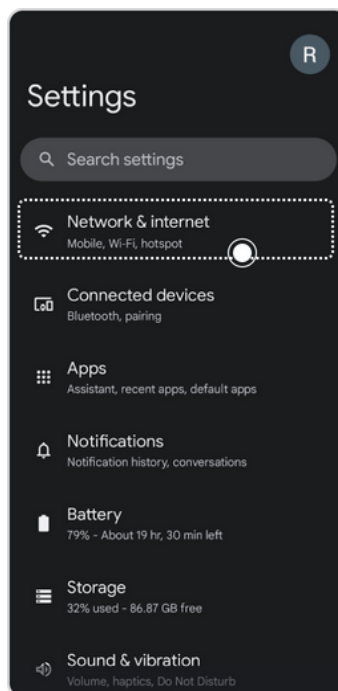 R
Settings
Search settings
Network & internet
Mobile, Wi-Fi, hotspot
Connected devices
Bluetooth, pairing
Apps
Assistant, recent apps, default apps
Notifications
Notification history, conversations
Battery
79% - About 19 hr, 30 min left
Storage
32% used - 86.87 GB free
Sound & vibration
Volume, haptics, Do Not Disturb